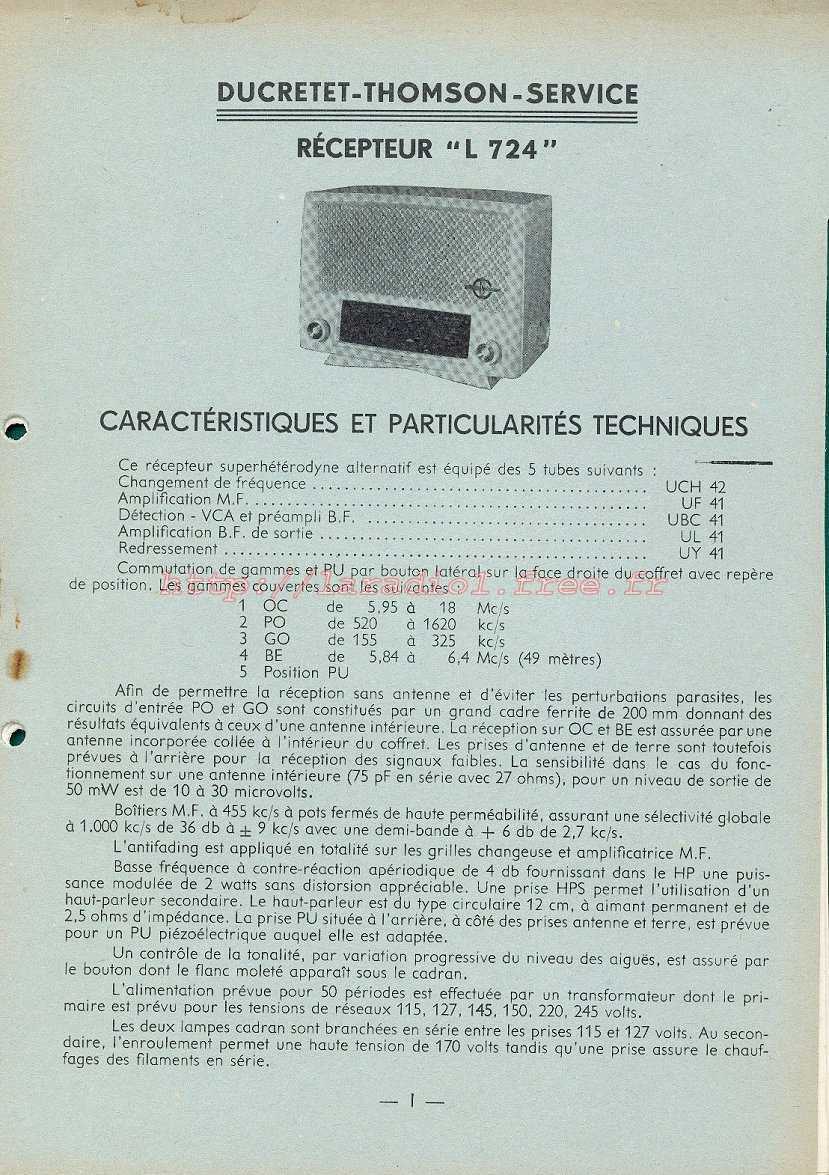 DUCRETET-THOMSON-SERVICE
RÉCEPTEUR "L 724"
CARACTÉRISTIQUES ET PARTICULARITÉS TECHNIQUES
Ce récepteur superhétérodyne alternatif est équipé des 5 tubes suivants :
Changement de fréquence ........................................ UCH 42
Amplification M.F. ........................................ UF 41
Détection - VCA et préampli B.F. ........................................ UBC 41
Amplification B.F. de sortie ........................................ UL 41
Redressement ........................................ UY 41
Commutation de gammes et PU par bouton latéral sur la face droite du coffret avec repère
de position. Les gammes couvertes sont les suivantes
http://laradio1.free.fr
1 OC de 5,95 à 18 Mc/s
2 PO de 520 à 1620 kc/s
3 GO de 155 à 325 kc/s
4 BE de 5,84 à 6,4 Mc/s (49 mètres)
5 Position PU
Afin de permettre la réception sans antenne et d'éviter les perturbations parasites, les
circuits d'entrée PO et GO sont constitués par un grand cadre ferrite de 200 mm donnant des
résultats équivalents à ceux d'une antenne intérieure. La réception sur OC et BE est assurée par une
antenne incorporée collée à l'intérieur du coffret. Les prises d'antenne et de terre sont toutefois
prévues à l'arrière pour la réception des signaux faibles. La sensibilité dans le cas du fonc-
tionnement sur une antenne intérieure (75 pF en série avec 27 ohms), pour un niveau de sortie de
50 mW est de 10 à 30 microvolts.
Boîtiers M.F. à 455 kc/s à pots fermés de haute perméabilité, assurant une sélectivité globale
à 1.000 kc/s de 36 db à ± 9 kc/s avec une demi-bande à + 6 db de 2,7 kc/s.
L'antifading est appliqué en totalité sur les grilles changeuse et amplificatrice M.F.
Basse fréquence à contre-réaction apériodique de 4 db fournissant dans le HP une puis-
sance modulée de 2 watts sans distorsion appréciable. Une prise HPS permet l'utilisation d'un
haut-parleur secondaire. Le haut-parleur est du type circulaire 12 cm, à aimant permanent et de
2,5 ohms d'impédance. La prise PU située à l'arrière, à côté des prises antenne et terre, est prévue
pour un PU piézoélectrique auquel elle est adaptée.
Un contrôle de la tonalité, par variation progressive du niveau des aiguës, est assuré par
le bouton dont le flanc moleté apparaît sous le cadran.
L'alimentation prévue pour 50 périodes est effectuée par un transformateur dont le pri-
maire est prévu pour les tensions de réseaux 115, 127, 145, 150, 220, 245 volts.
Les deux lampes cadran sont branchées en série entre les prises 115 et 127 volts. Au secon-
daire, l'enroulement permet une haute tension de 170 volts tandis qu'une prise assure le chauf-
fages des filaments en série.
— 1 —